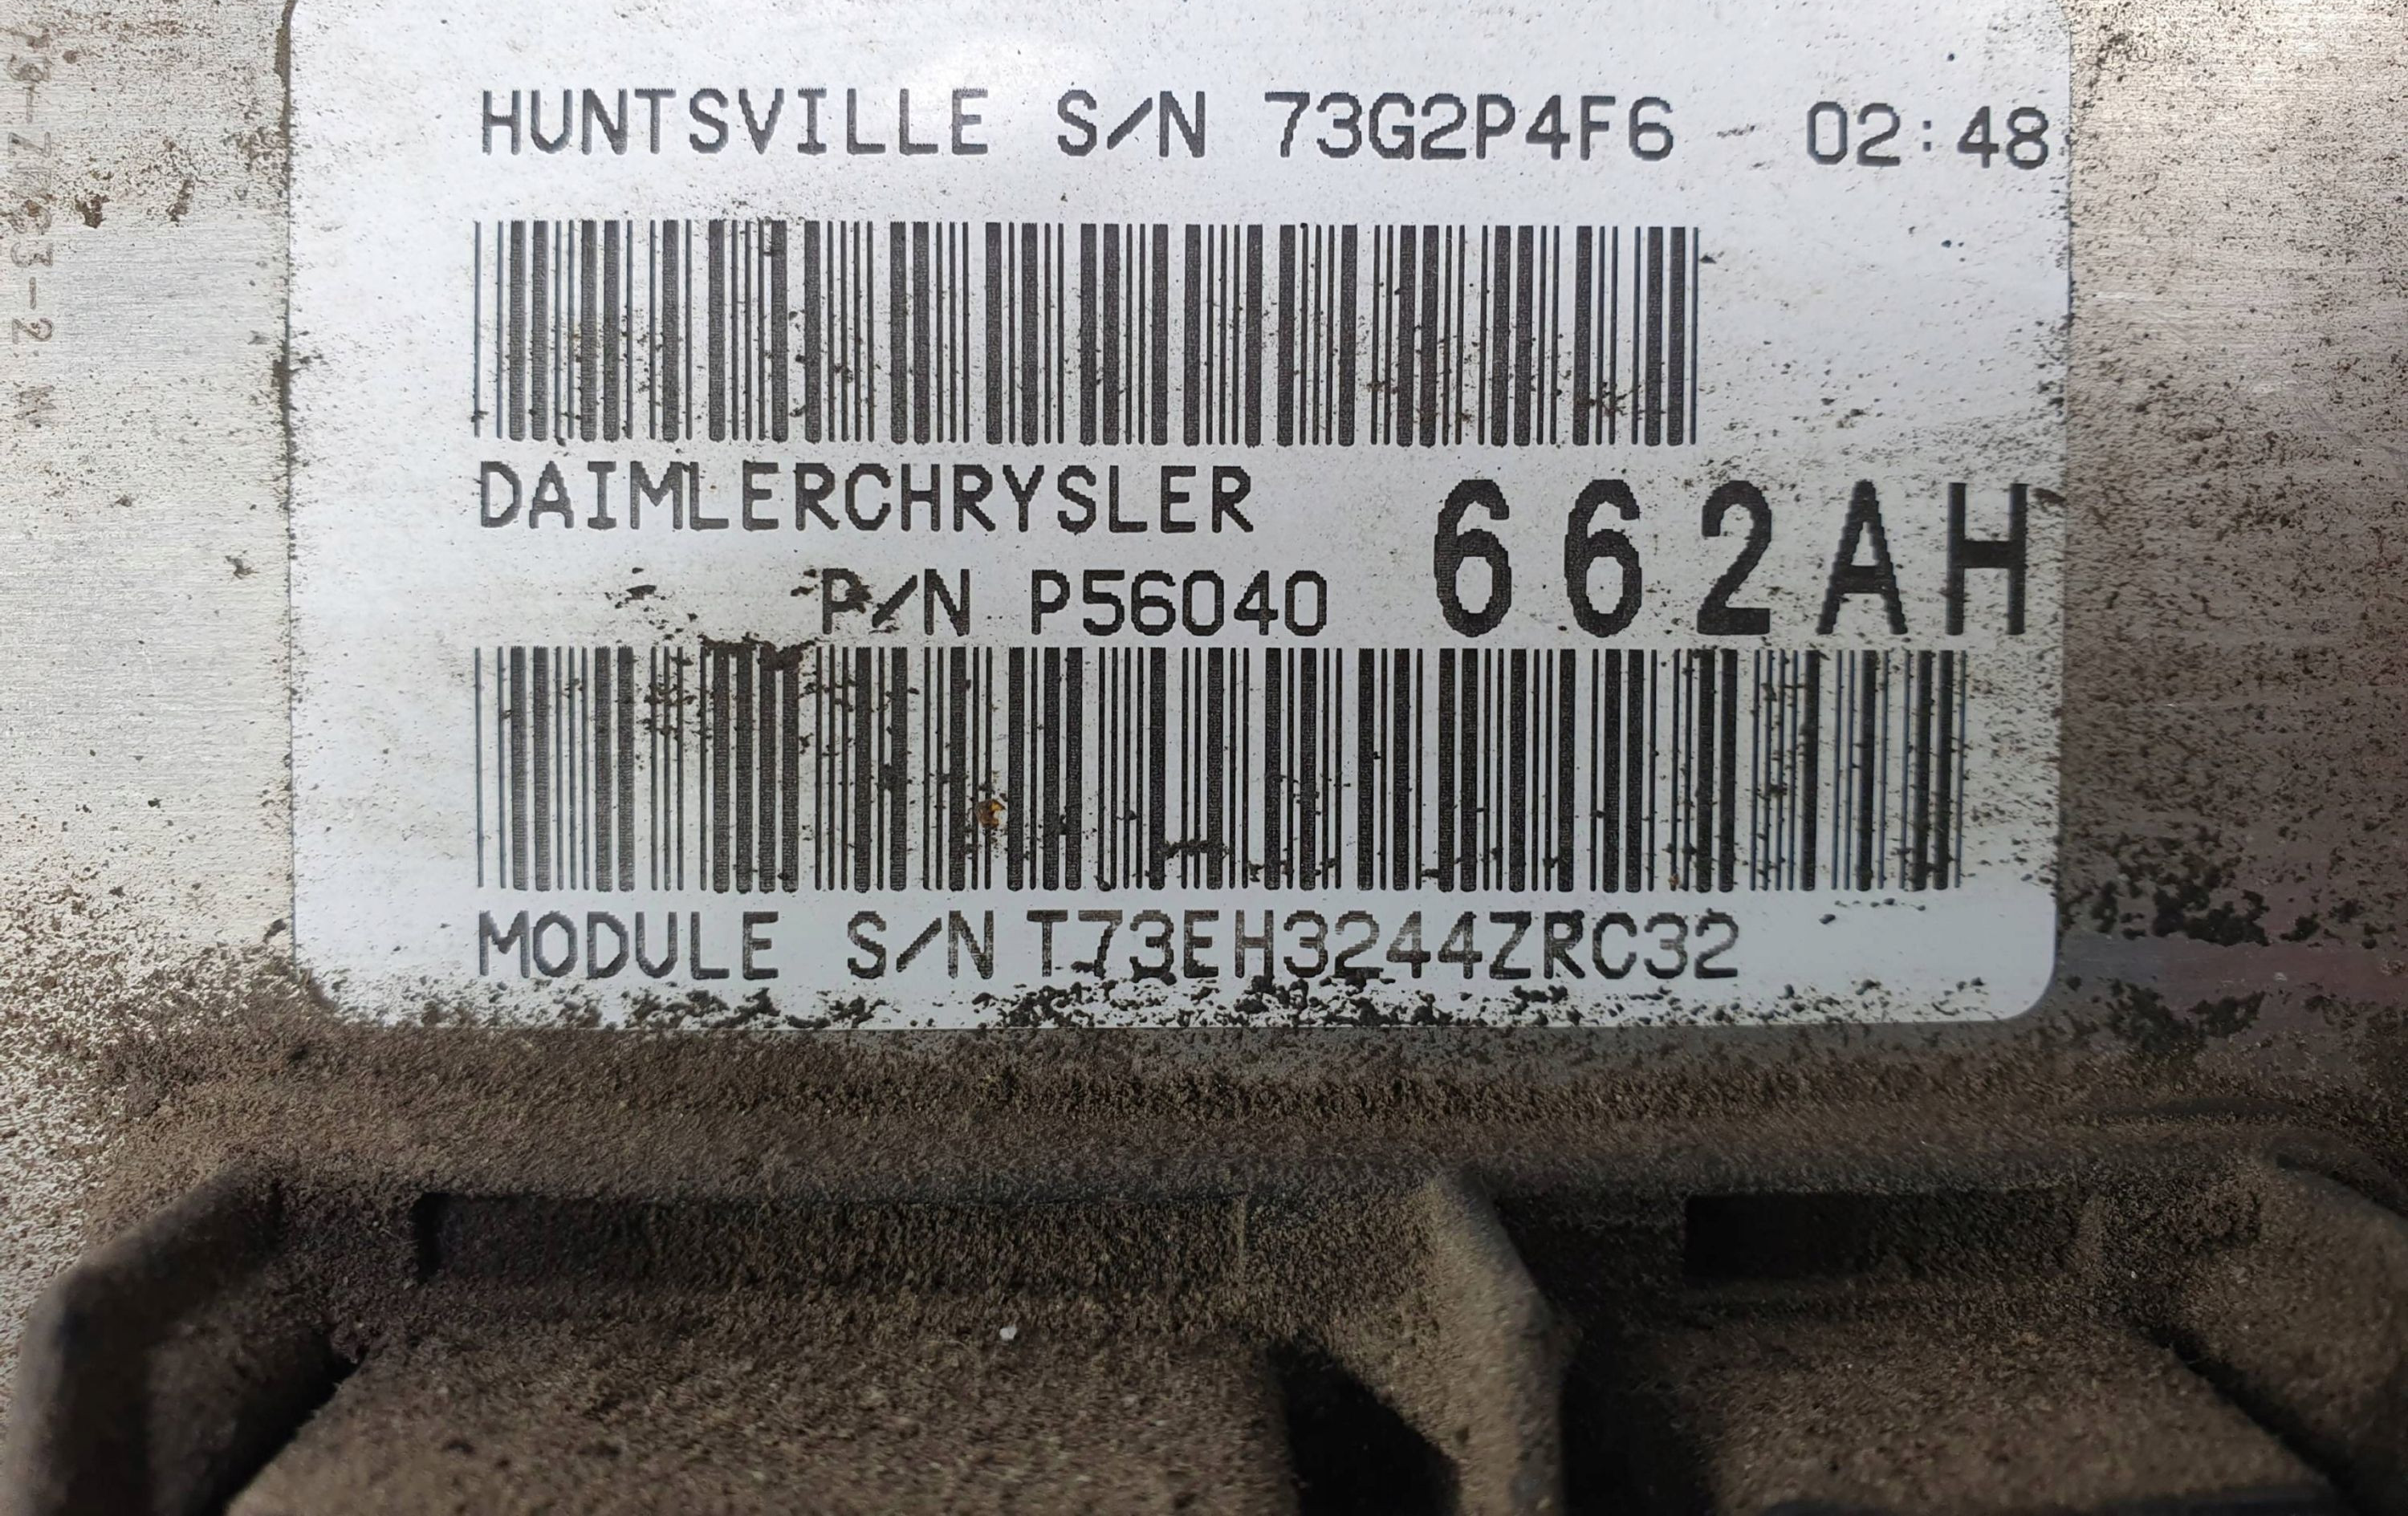 HUNTSVILLE S/N 73G2P4F6 - 02:48
DAIMLERCHRYSLER
P/N P56040 662AH
MODULE S/N T73EH3244ZRC32